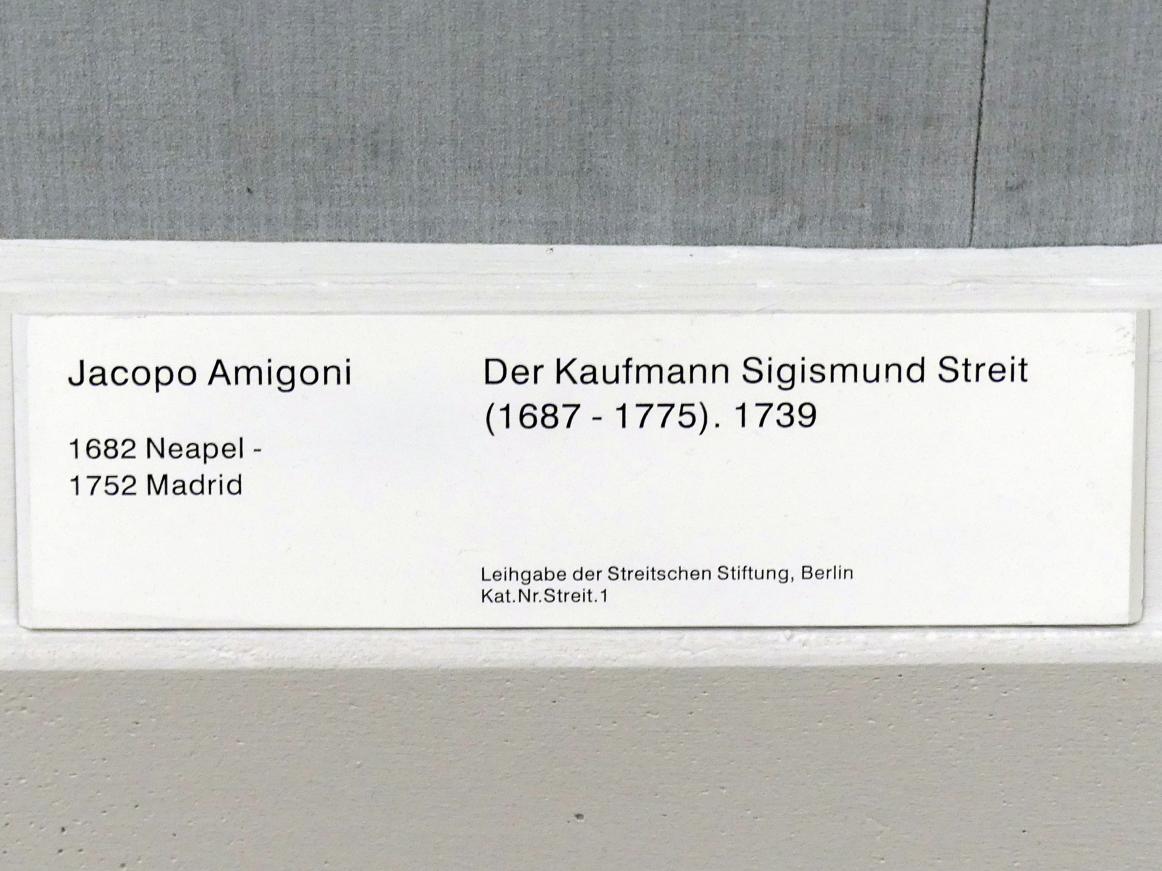 Jacopo Amigoni
1682 Neapel -
1752 Madrid
Der Kaufmann Sigismund Streit
(1687 - 1775). 1739
Leihgabe der Streitschen Stiftung, Berlin
Kat.Nr.Streit.1